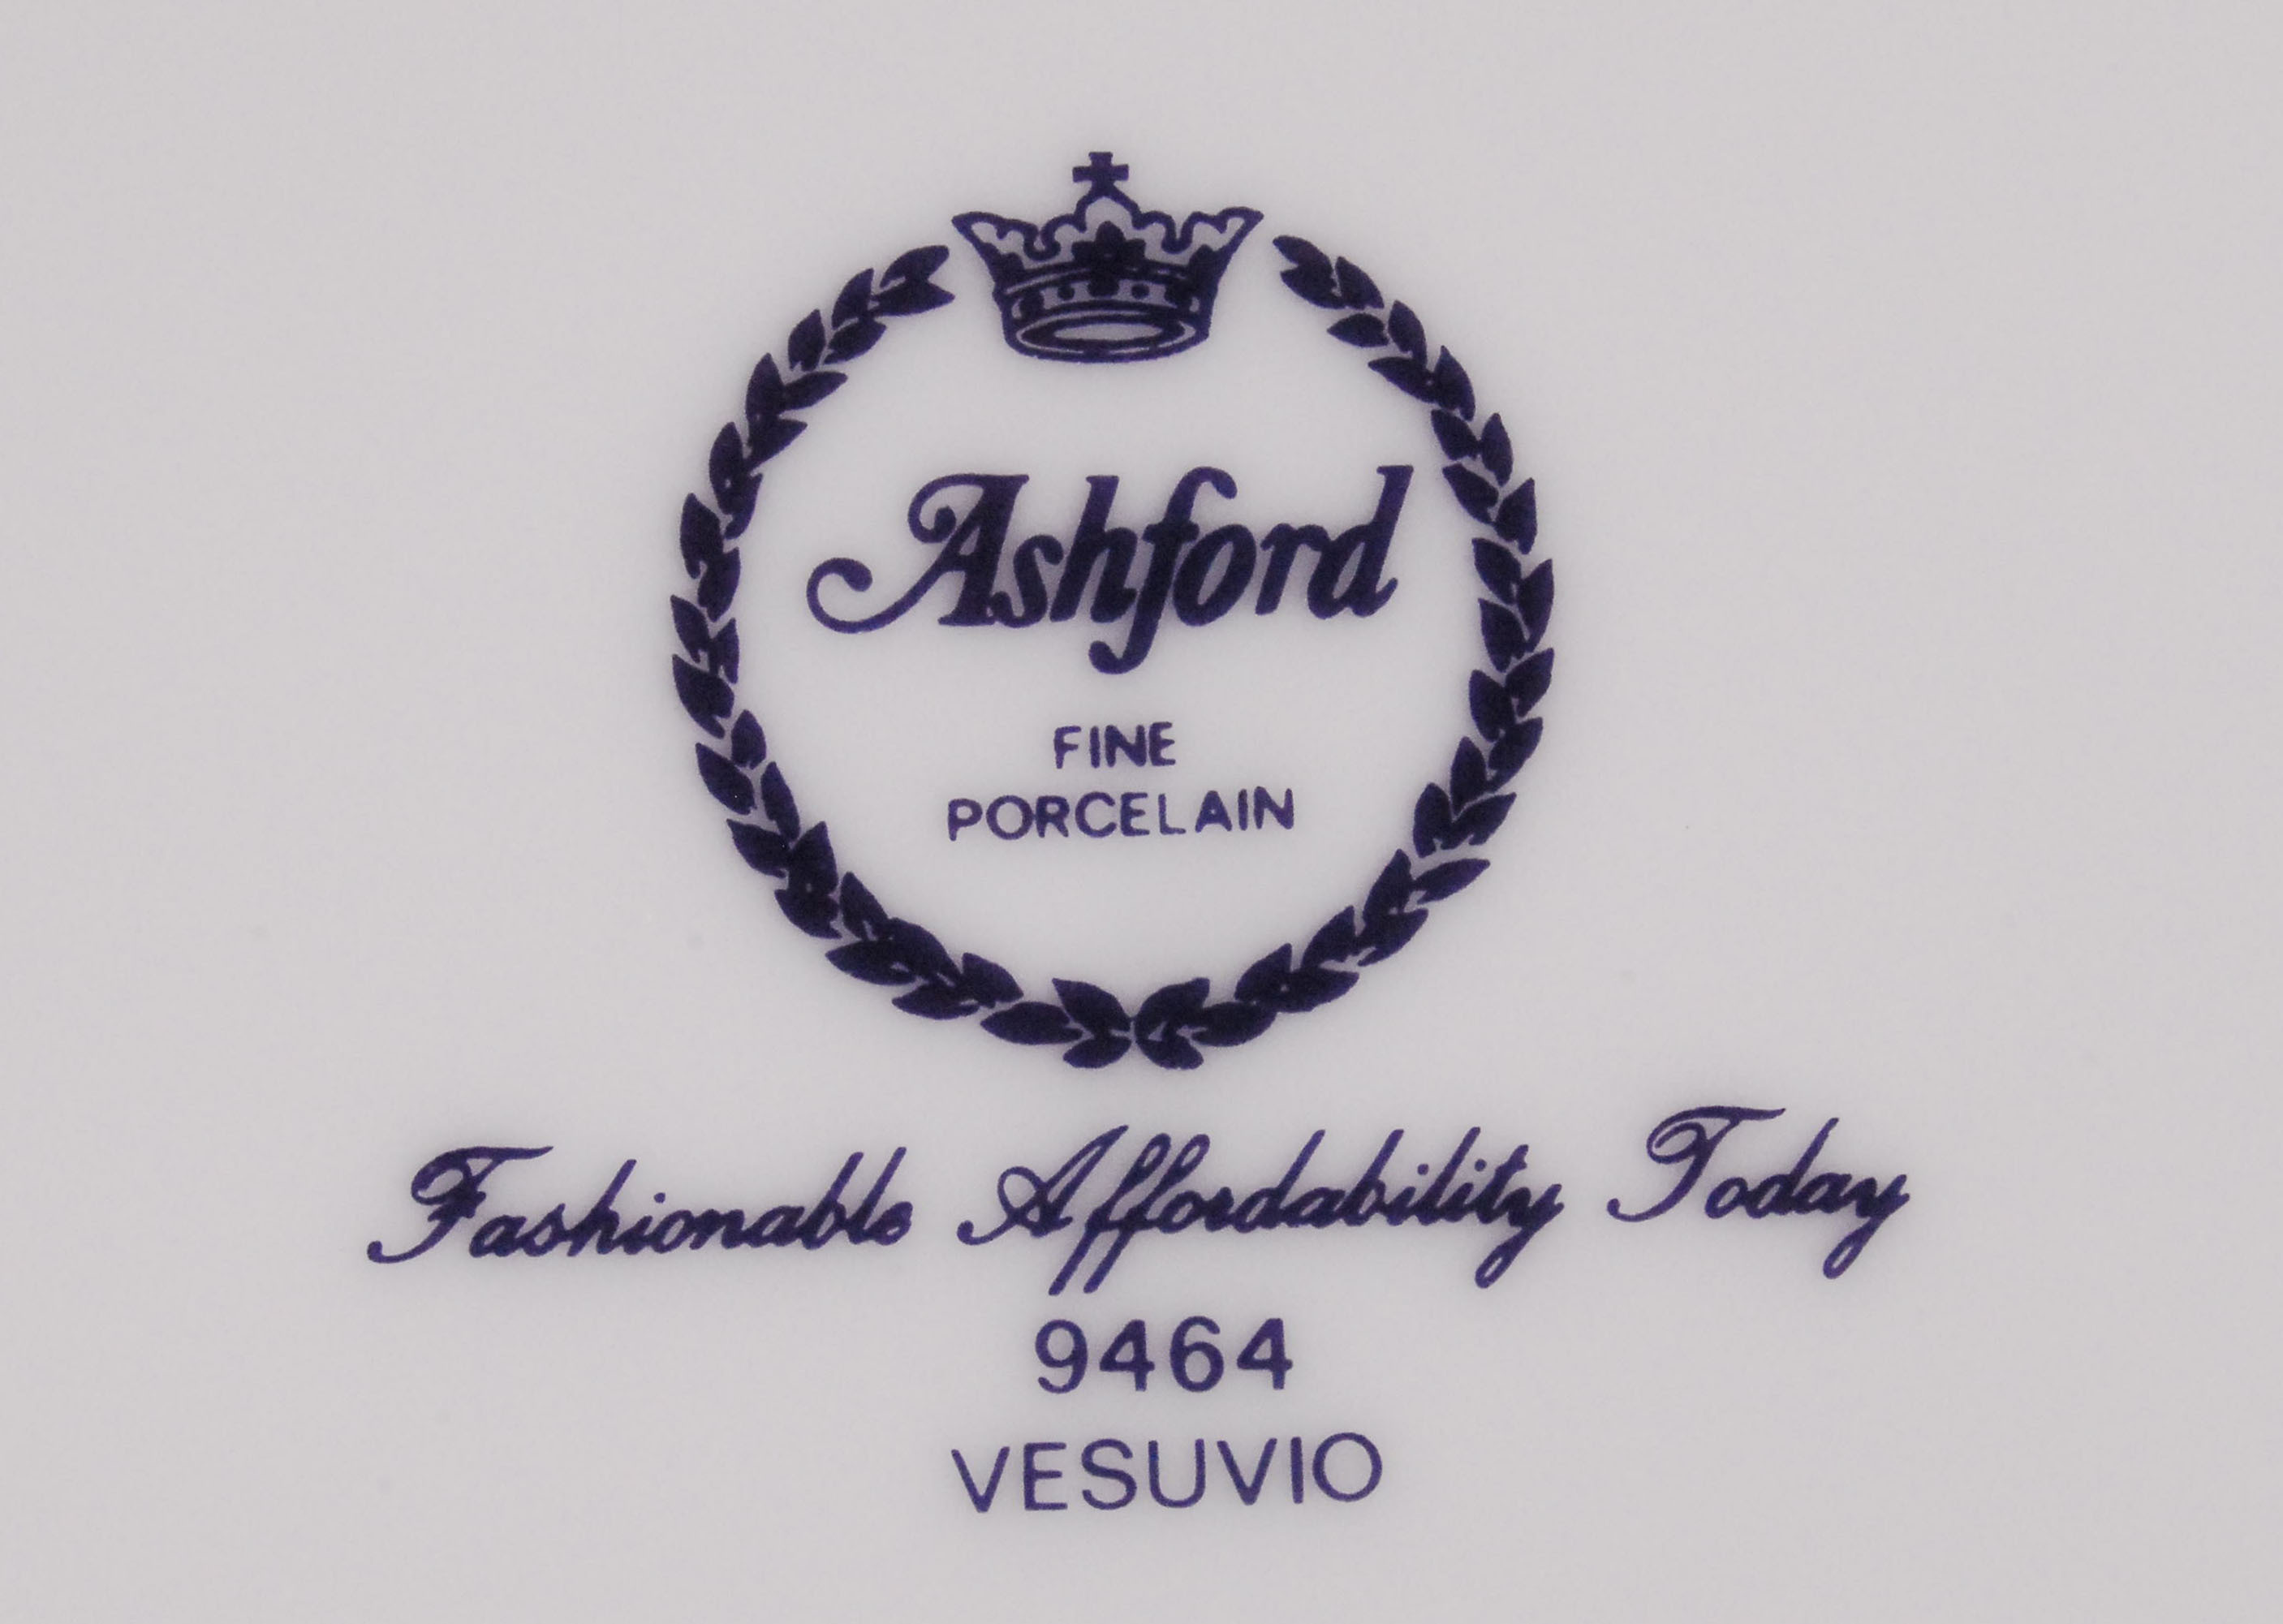 Ashford
FINE
PORCELAIN
Fashionable Affordability Today
9464
VESUVIO